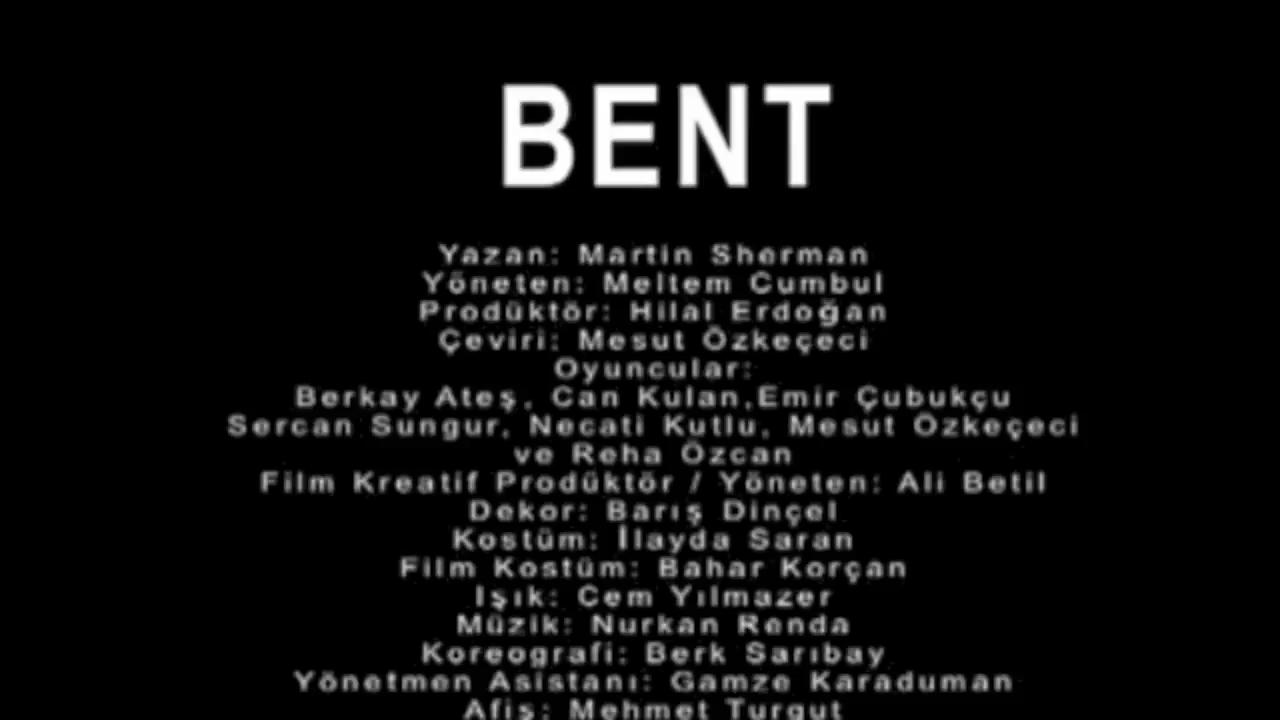 BENT
Yazan: Martin Sherman
Yöneten: Meltem Cumbul
Prodüktör: Hilal Erdoğan
Çeviri: Mesut Özkeçeci
Oyuncular:
Berkay Ateş, Can Kulan,Emir Çubukçu
Sercan Sungur, Necati Kutlu, Mesut Özkeçeci
ve Reha Özcan
Film Kreatif Prodüktör / Yöneten: Ali Betil
Dekor: Barış Dinçel
Kostüm: İlayda Saran
Film Kostüm: Bahar Korçan
Işık: Cem Yılmazer
Müzik: Nurkan Renda
Koreografi: Berk Sarıbay
Yönetmen Asistanı: Gamze Karaduman
Afiş: Mehmet Turgut